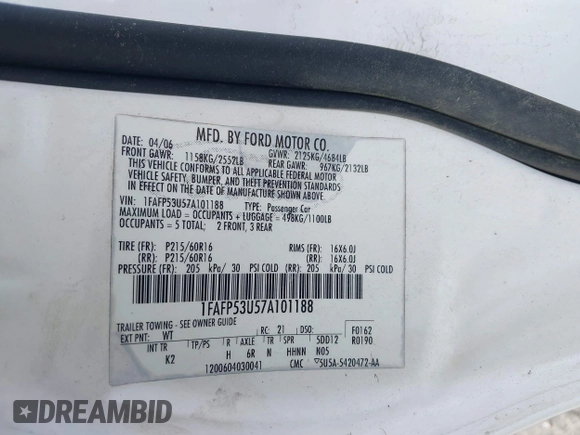 MFD. BY FORD MOTOR CO.
04/06 GVWR: 2125KG/4684LB
FRONT GAWR: 1158KG/2552LB REAR GAWR: 967KG/2132LB
THIS VEHICLE CONFORMS TO ALL APPLICABLE FEDERAL MOTOR
VEHICLE SAFETY, BUMPER, AND THEFT PREVENTION STANDARDS
IN EFFECT ON THE DATE OF MANUFACTURE SHOWN ABOVE.
VIN: 1FAFP53U57A101188 TYPE: Passenger Car
MAXIMUM LOAD = OCCUPANTS + LUGGAGE = 498KG/1100LB
OCCUPANTS = 5 TOTAL; 2 FRONT, 3 REAR
TIRE (FR): P215/60R16 RIMS (FR): 16X6.0J
(RR): P215/60R16 (RR): 16X6.0J
PRESSURE (FR): 205 kPa/ 30 PSI COLD (RR): 205 kPa/ 30 PSI COLD
1FAFP53U57A101188
TRAILER TOWING - SEE OWNER GUIDE F0162
EXT PNT: WT RC: 21 DSO: R0190
INT TR TP/PS R AXLE TR SPR 5DD12
K2 H 6R N HHNN N05
1200604030041 CMC 5U5A-5420472-AA
DREAMBID